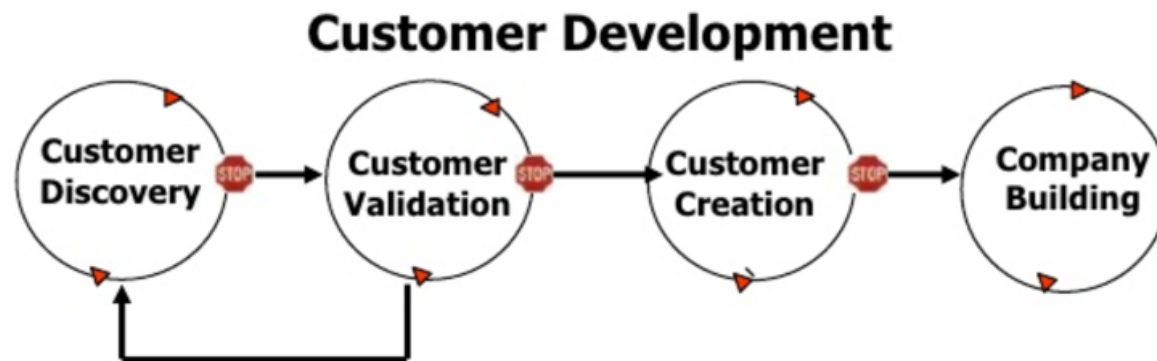 Customer Development
Customer
Discovery
STOP
Customer
Validation
STOP
Customer
Creation
STOP
Company
Building